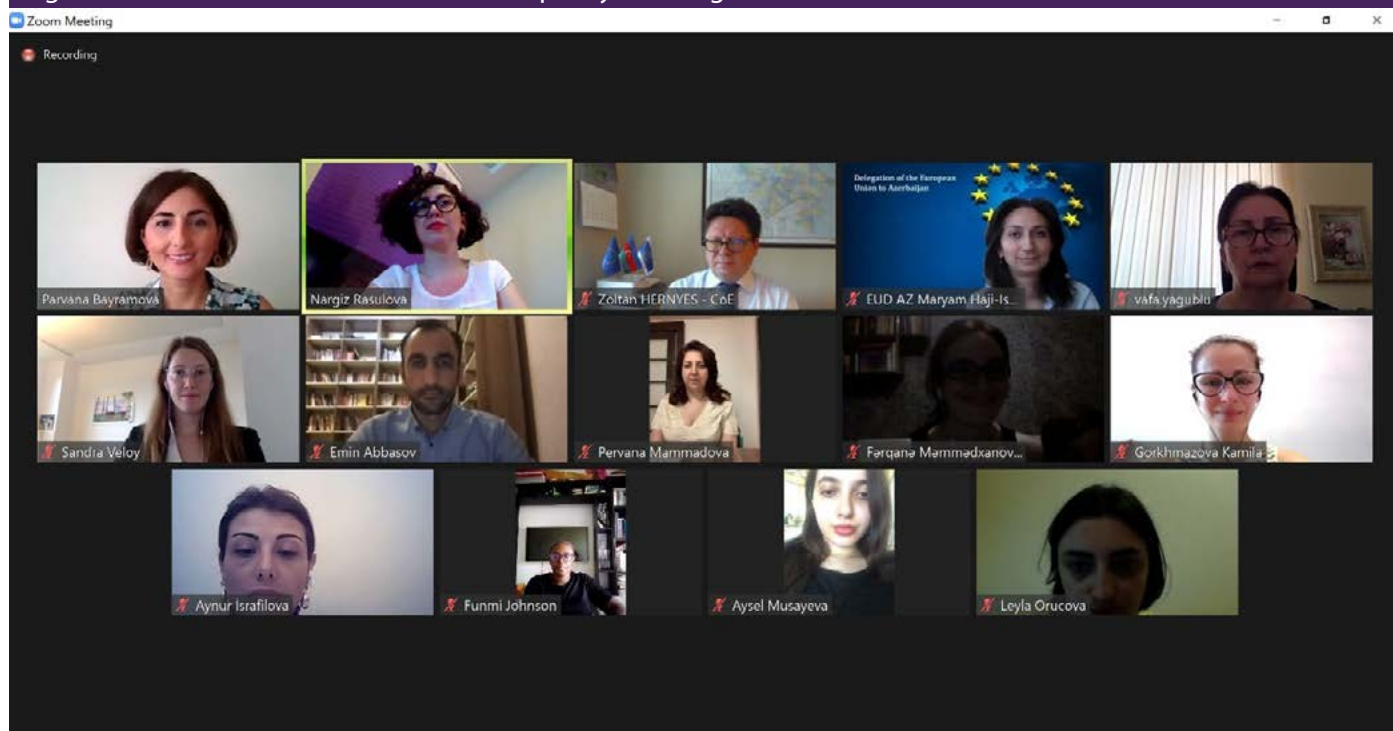 Zoom Meeting
Recording
Parvana Bayramova
Nargiz Rasulova
Zoltan HERNYES - CoE
Delegation of the European
Union to Azerbaijan
EUD AZ Maryam Haji-Is...
vafa.yagublu
Sandra Veloy
Emin Abbasov
Pervana Mammadova
Fərqanə Məmmədxanov...
Gorkhmazova Kamila
Aynur Israfilova
Funmi Johnson
Aysel Musayeva
Leyla Orucova